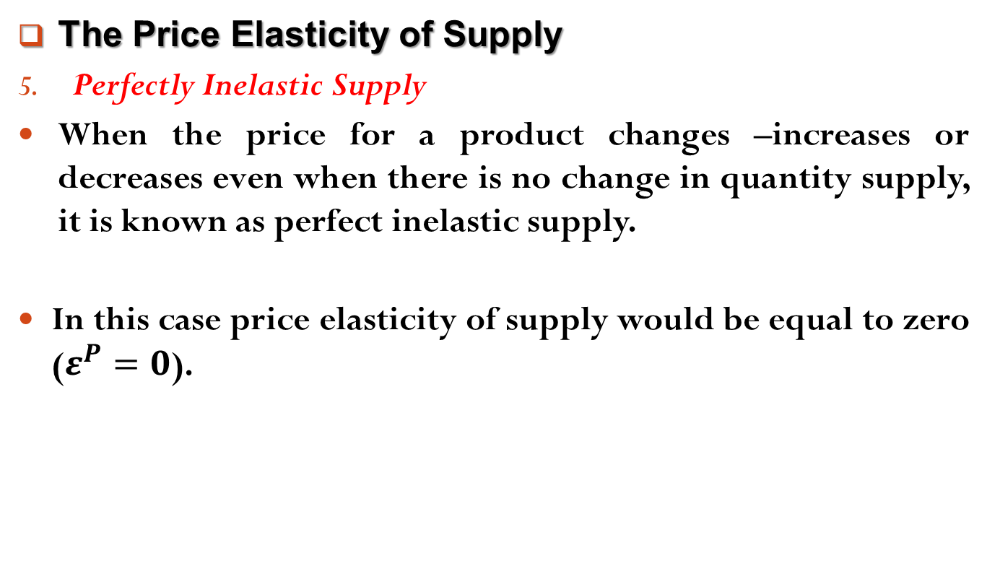 The Price Elasticity of Supply
5. Perfectly Inelastic Supply
• When the price for a product changes –increases or
decreases even when there is no change in quantity supply,
it is known as perfect inelastic supply.
• In this case price elasticity of supply would be equal to zero
(𝜺ᴾ = 0).